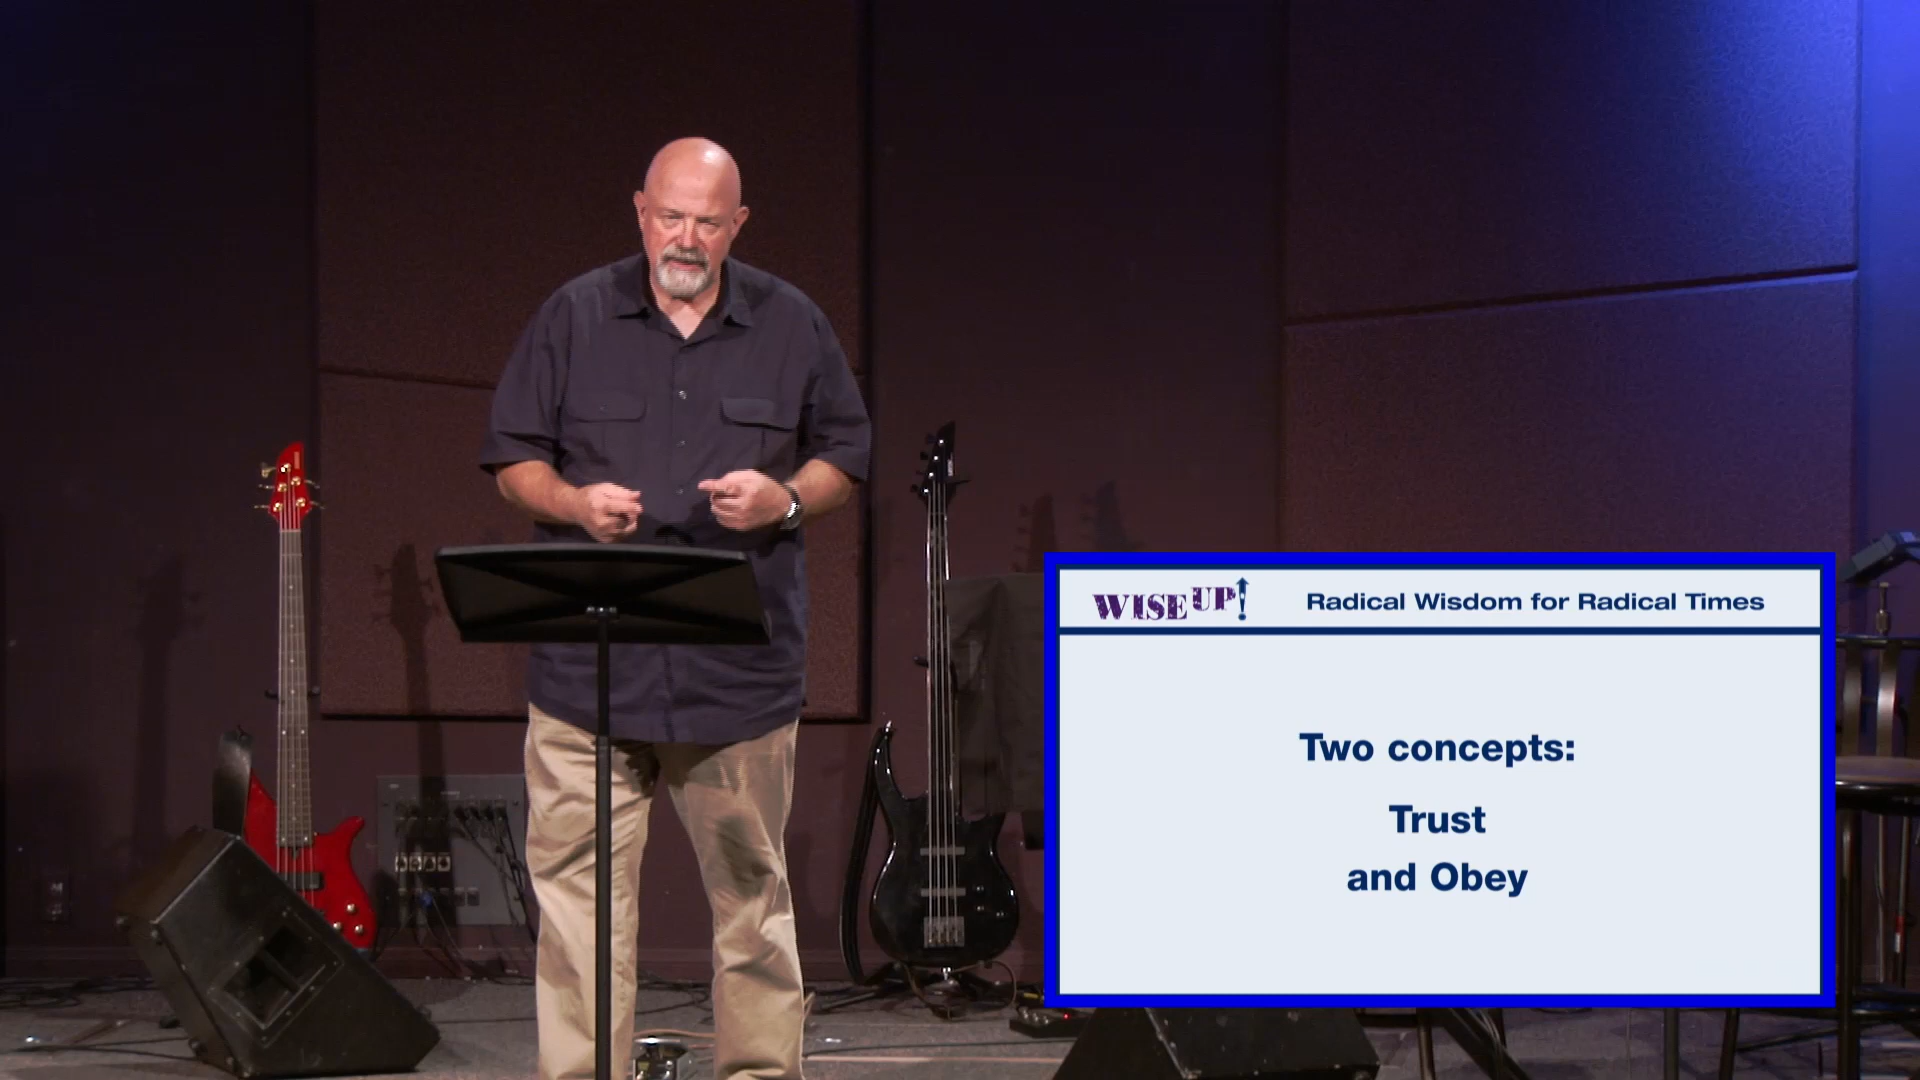 WISE UP!
Radical Wisdom for Radical Times
Two concepts:
Trust
and Obey